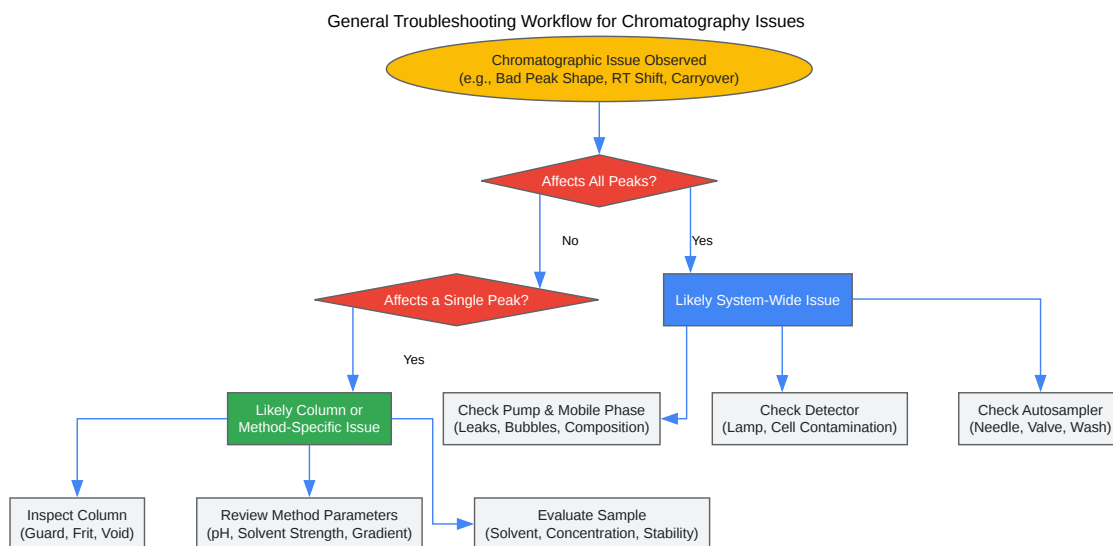 General Troubleshooting Workflow for Chromatography Issues
Chromatographic Issue Observed
(e.g., Bad Peak Shape, RT Shift, Carryover)
Affects All Peaks?
No
Yes
Affects a Single Peak?
Likely System-Wide Issue
Yes
Likely Column or
Method-Specific Issue
Check Pump & Mobile Phase
(Leaks, Bubbles, Composition)
Check Detector
(Lamp, Cell Contamination)
Check Autosampler
(Needle, Valve, Wash)
Inspect Column
(Guard, Frit, Void)
Review Method Parameters
(pH, Solvent Strength, Gradient)
Evaluate Sample
(Solvent, Concentration, Stability)